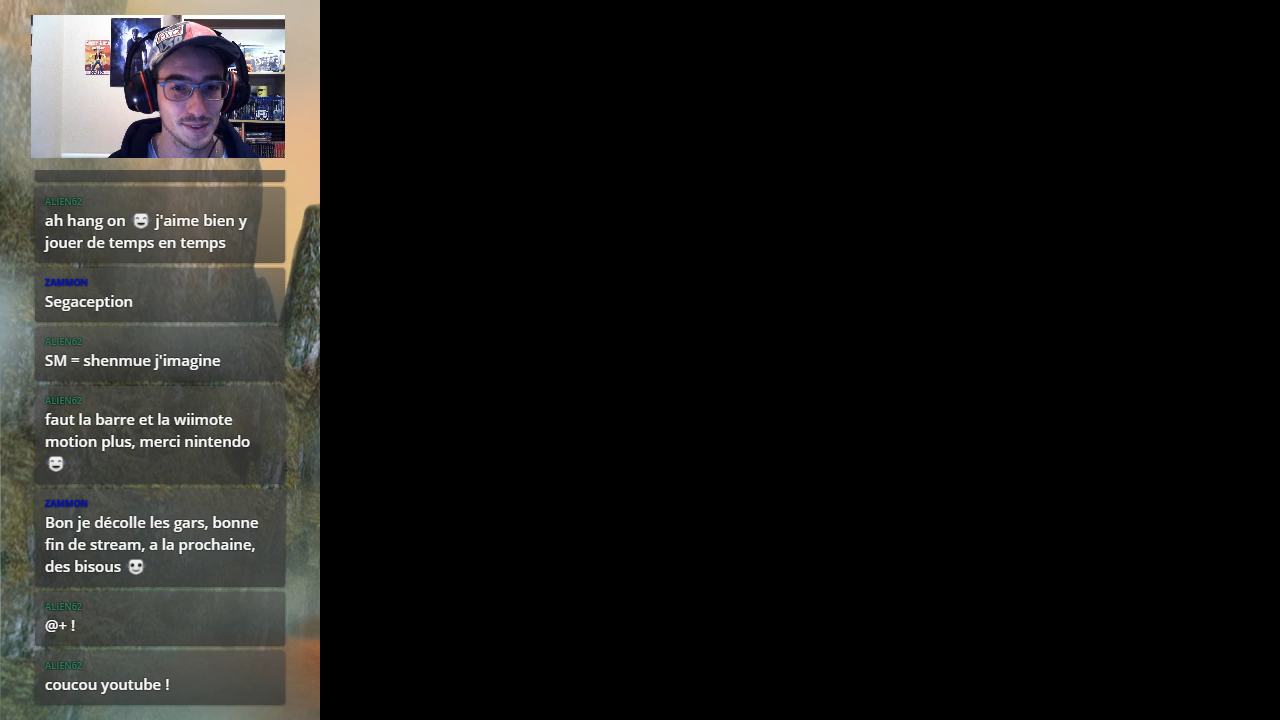 ALIEN62
ah hang on j'aime bien y
jouer de temps en temps
ZAMMON
Segaception
ALIEN62
SM = shenmue j'imagine
ALIEN62
faut la barre et la wiimote
motion plus, merci nintendo
ZAMMON
Bon je décolle les gars, bonne
fin de stream, a la prochaine,
des bisous
ALIEN62
@+ !
ALIEN62
coucou youtube !